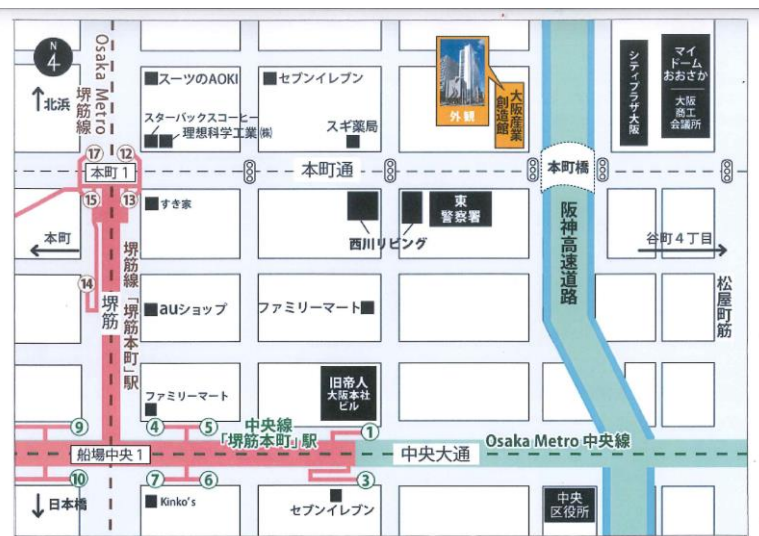 N
4
↑北浜
Osaka Metro
堺筋線
スーツのAOKI
セブンイレブン
スターバックスコーヒー
理想科学工業㈱
スギ薬局
外観
大阪産業
創造館
シティプラザ大阪
マイ
ドーム
おおさか
大阪
商工
会議所
⑰
⑫
本町1
本町通
本町橋
⑮
⑬
すき家
西川リビング
東
警察署
本町
谷町4丁目
阪神高速道路
⑭
堺筋
堺筋線
「堺筋本町」駅
auショップ
ファミリーマート
松屋町筋
ファミリーマート
旧帝人
大阪本社
ビル
⑨
④
⑤
中央線
「堺筋本町」駅
①
船場中央1
中央大通
Osaka Metro 中央線
⑩
⑦
⑥
③
↓日本橋
Kinko's
セブンイレブン
中央
区役所